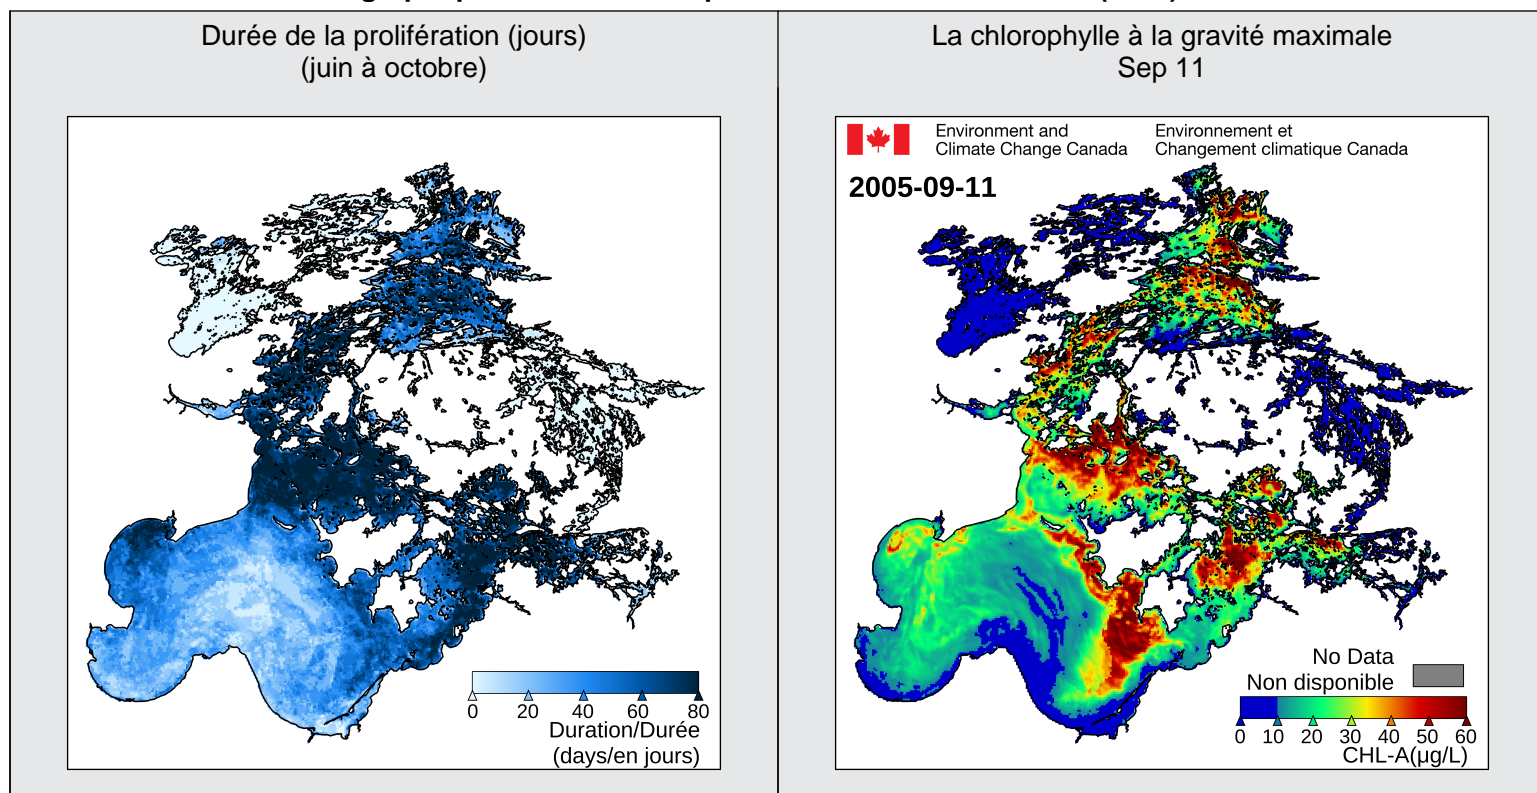 Durée de la prolifération (jours)
(juin à octobre)
La chlorophylle à la gravité maximale
Sep 11
0 20 40 60 80
Duration/Durée
(days/en jours)
Environment and
Climate Change Canada
Environnement et
Changement climatique Canada
2005-09-11
No Data
Non disponible
0 10 20 30 40 50 60
CHL-A(µg/L)